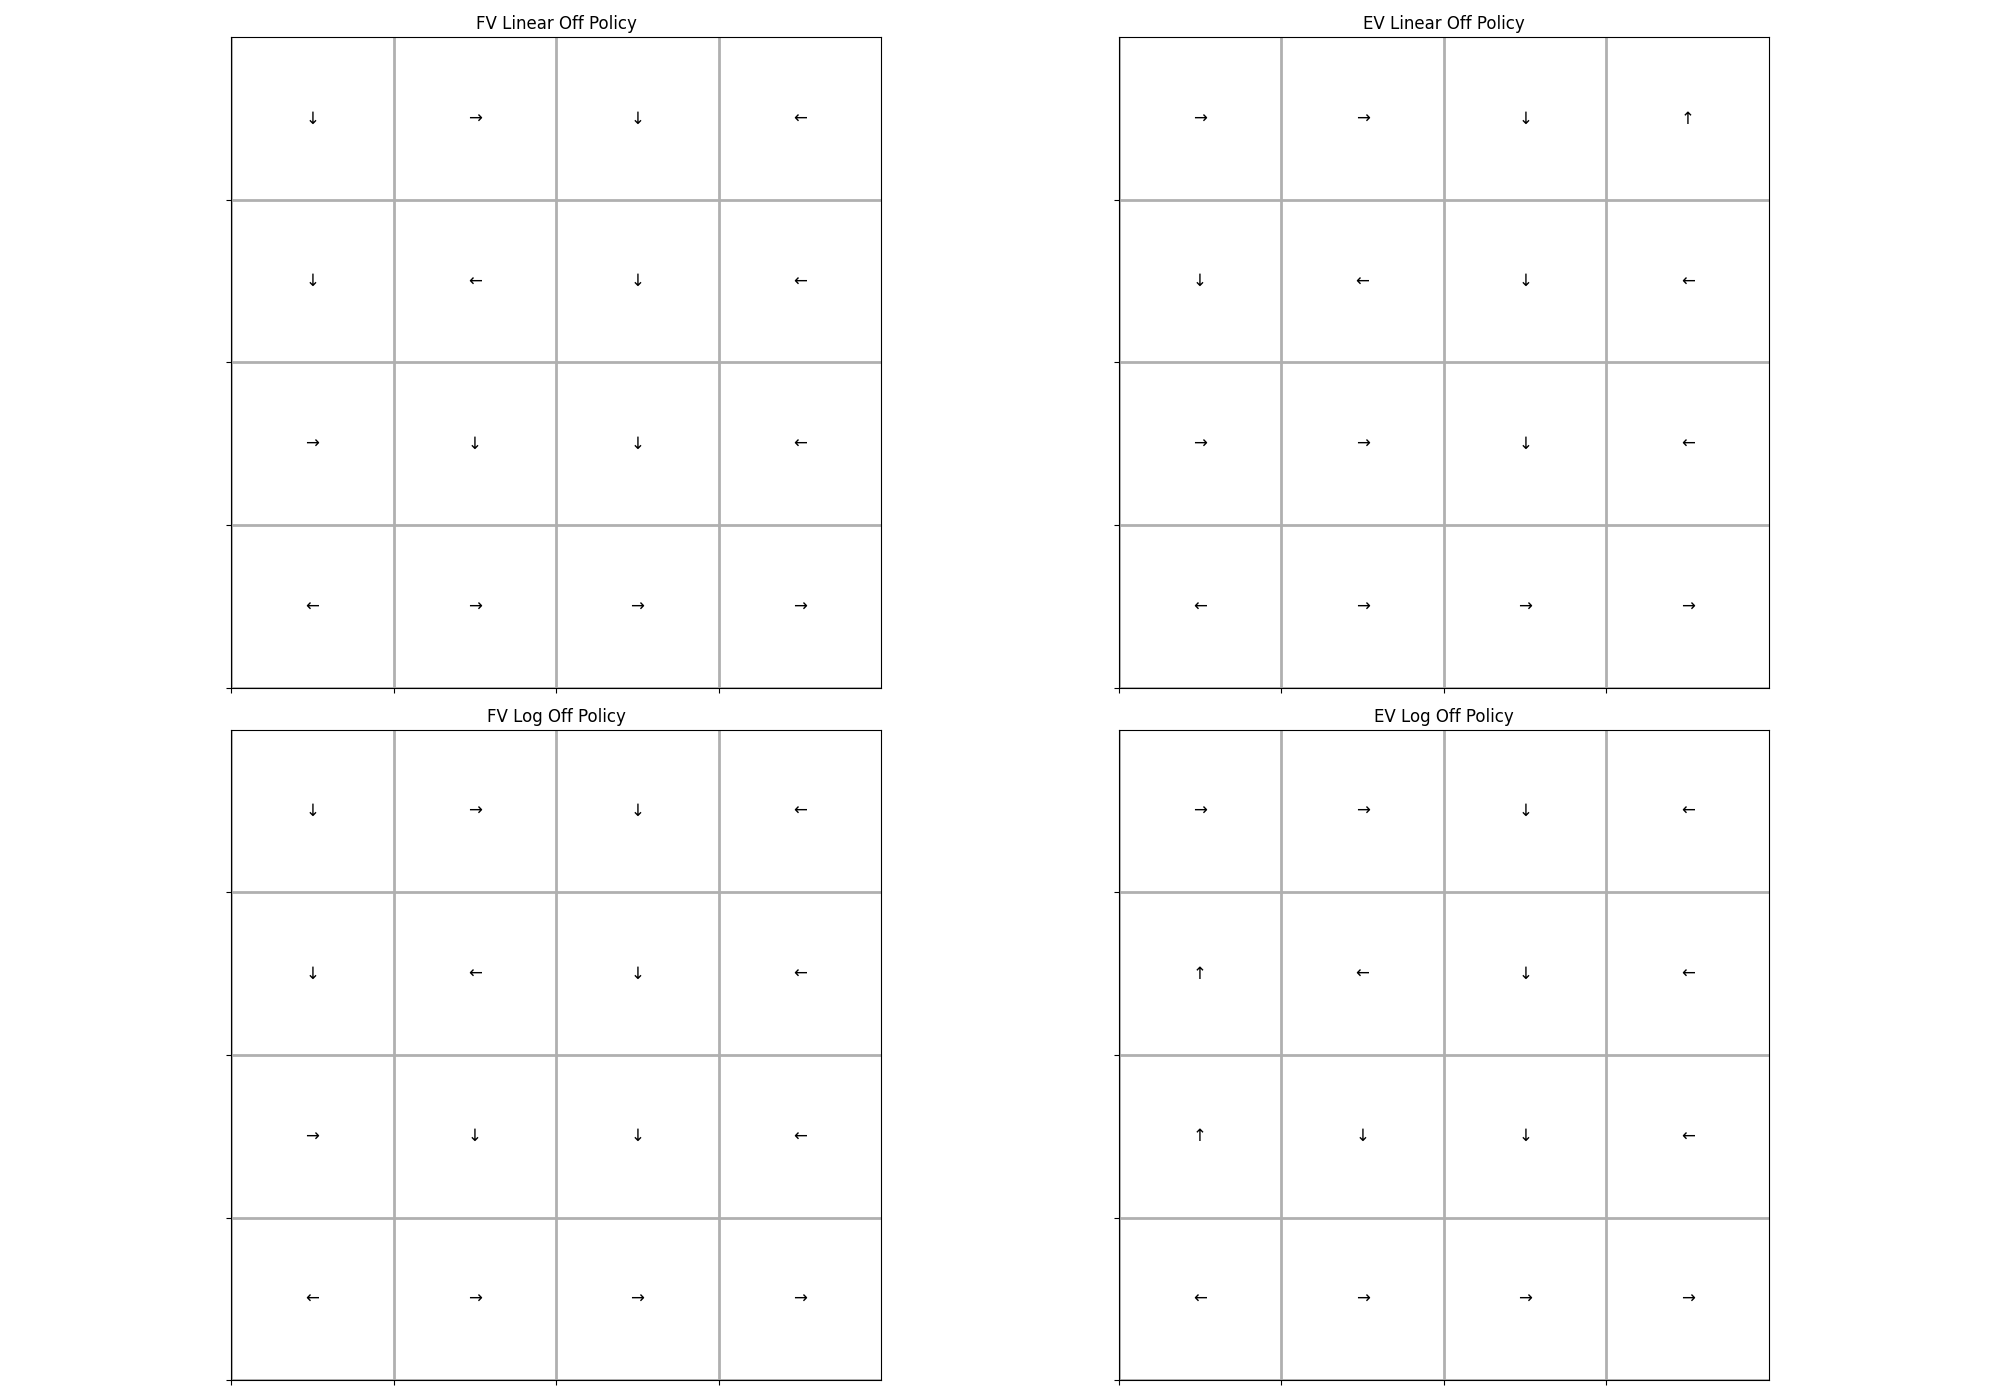 FV Linear Off Policy
↓ → ↓ ←
↓ ← ↓ ←
→ ↓ ↓ ←
← → → →
EV Linear Off Policy
→ → ↓ ↑
↓ ← ↓ ←
→ → ↓ ←
← → → →
FV Log Off Policy
↓ → ↓ ←
↓ ← ↓ ←
→ ↓ ↓ ←
← → → →
EV Log Off Policy
→ → ↓ ←
↑ ← ↓ ←
↑ ↓ ↓ ←
← → → →